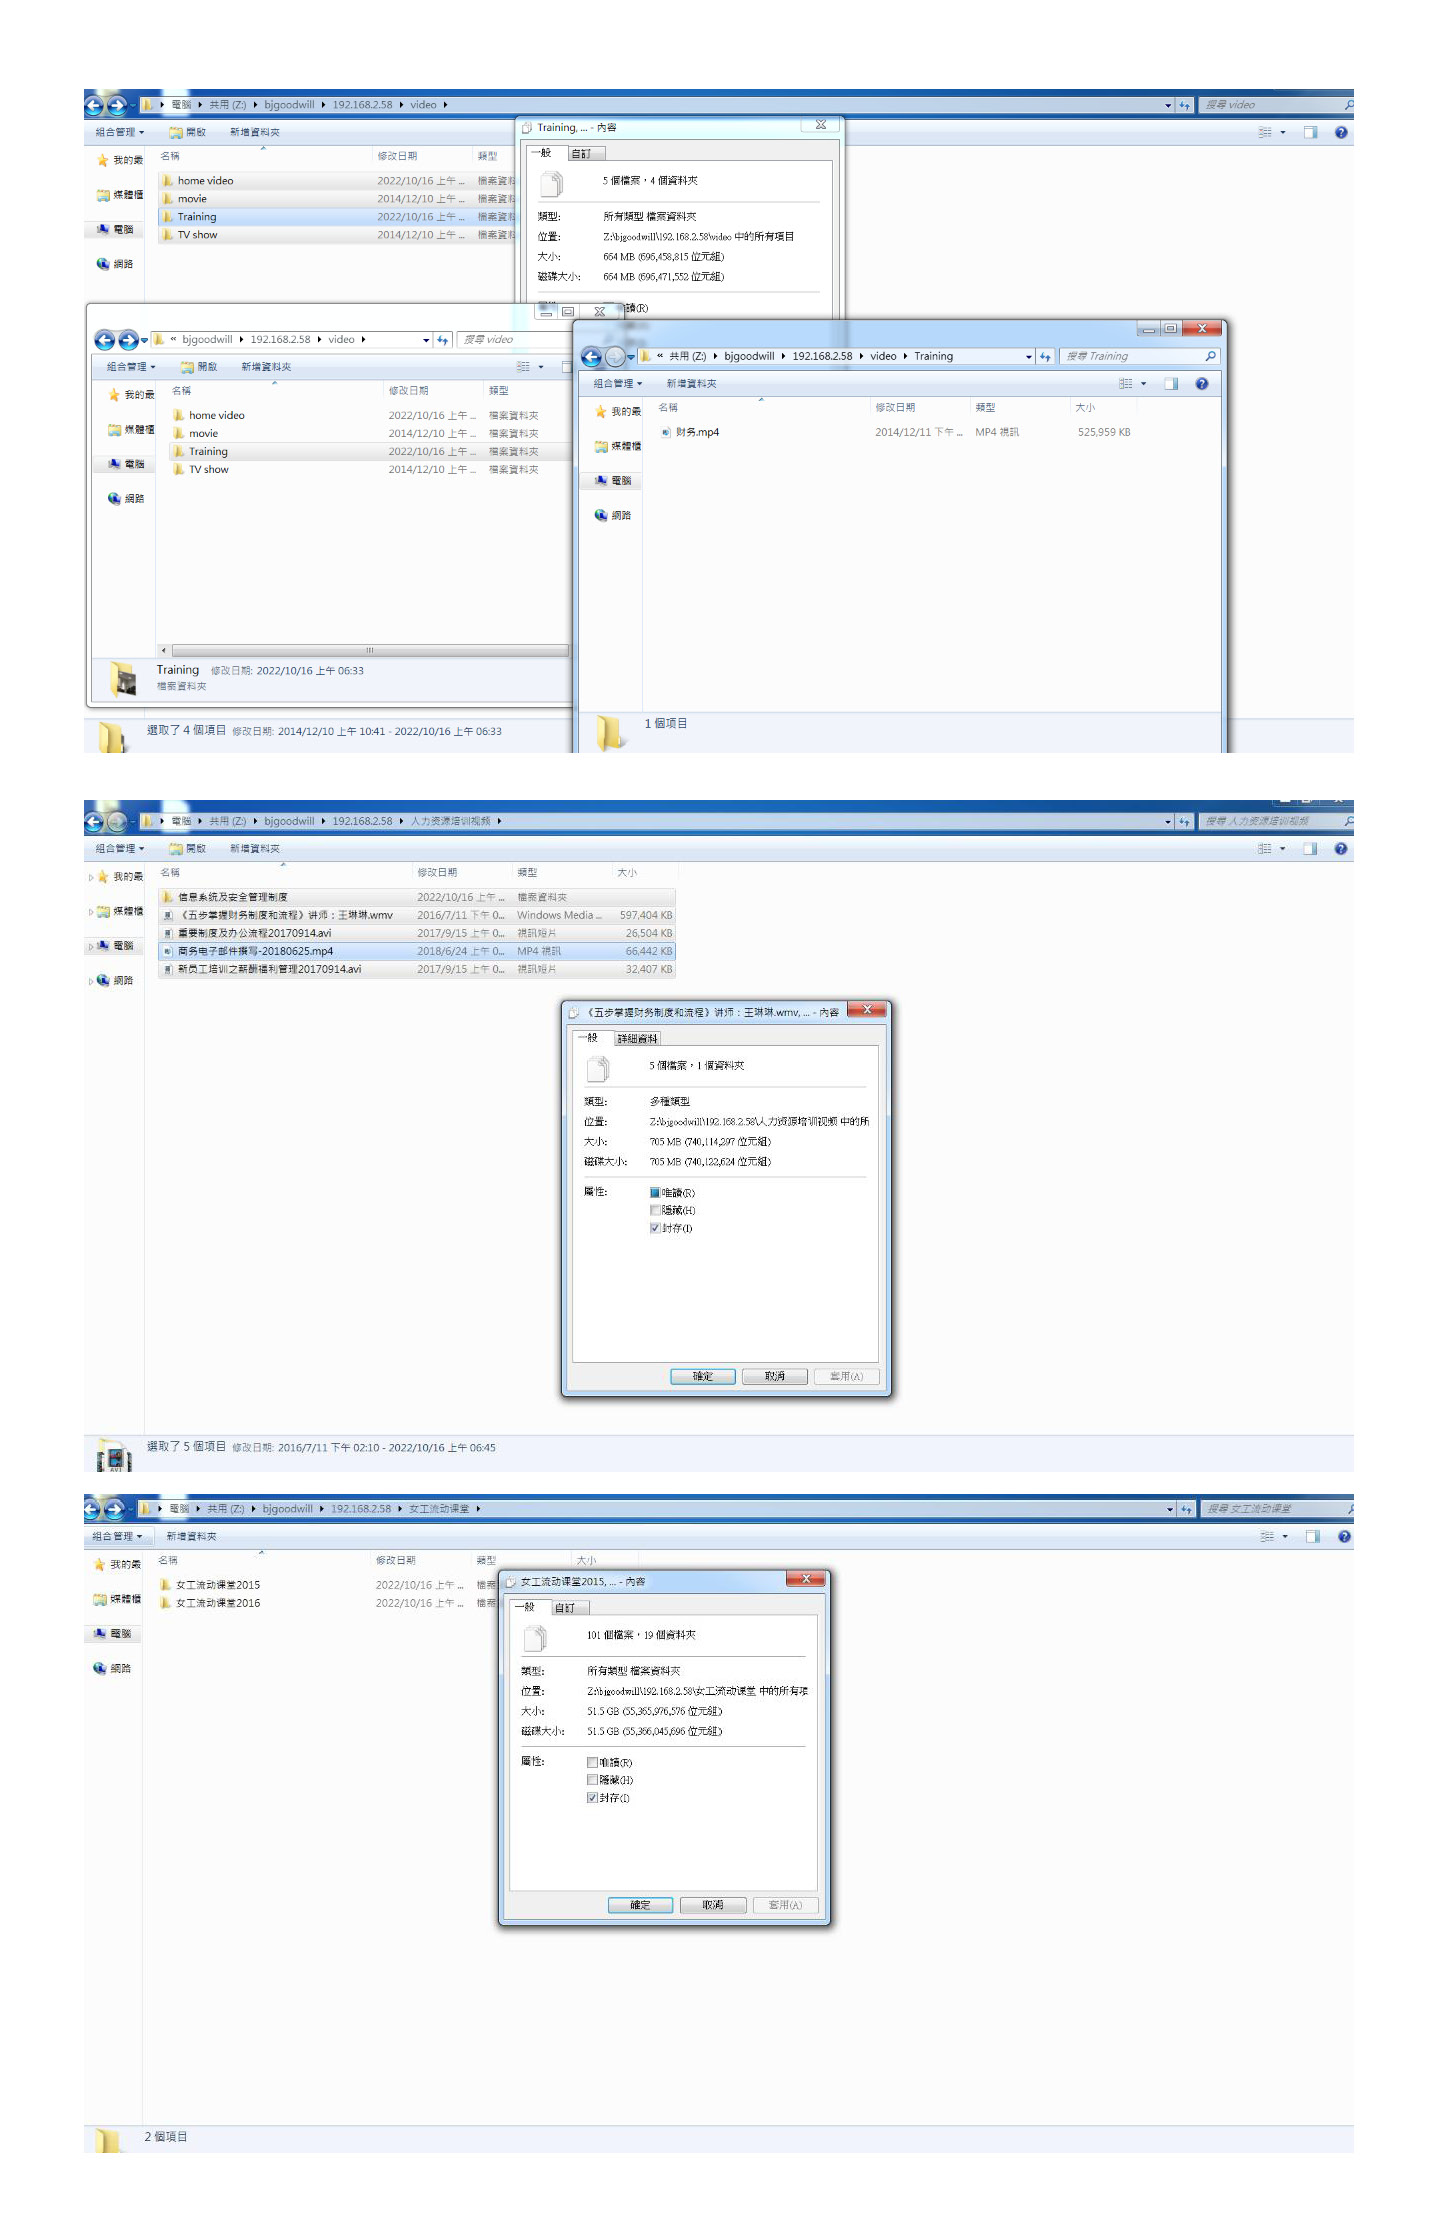 電腦 ▸ 共用 (Z:) ▸ bjgoodwill ▸ 192.168.2.58 ▸ video ▸
搜尋 video
組合管理 開啟 新增資料夾
名稱 修改日期 類型
我的最
媒體櫃
電腦
網路
home video 2022/10/16 上午 ... 檔案資料
movie 2014/12/10 上午 ... 檔案資料
Training 2022/10/16 上午 ... 檔案資料
TV show 2014/12/10 上午 ... 檔案資料
Training, ... - 內容
一般 自訂
5 個檔案，4 個資料夾
類型: 所有類型 檔案資料夾
位置: Z:\bjgoodwill\192.168.2.58\video 中的所有項目
大小: 664 MB (696,458,815 位元組)
磁碟大小: 664 MB (696,471,552 位元組)
讀(R)
« bjgoodwill ▸ 192.168.2.58 ▸ video ▸
搜尋 video
組合管理 開啟 新增資料夾
名稱 修改日期 類型
我的最
媒體櫃
電腦
網路
home video 2022/10/16 上午 ... 檔案資料夾
movie 2014/12/10 上午 ... 檔案資料夾
Training 2022/10/16 上午 ... 檔案資料夾
TV show 2014/12/10 上午 ... 檔案資料夾
Training 修改日期: 2022/10/16 上午 06:33
檔案資料夾
« 共用 (Z:) ▸ bjgoodwill ▸ 192.168.2.58 ▸ video ▸ Training
搜尋 Training
組合管理 新增資料夾
名稱 修改日期 類型 大小
我的最
媒體櫃
電腦
網路
财务.mp4 2014/12/11 下午 ... MP4 視訊 525,959 KB
1 個項目
選取了 4 個項目 修改日期: 2014/12/10 上午 10:41 - 2022/10/16 上午 06:33
電腦 ▸ 共用 (Z:) ▸ bjgoodwill ▸ 192.168.2.58 ▸ 人力资源培训视频 ▸
搜尋 人力资源培训视频
組合管理 開啟 新增資料夾
名稱 修改日期 類型 大小
我的最
媒體櫃
電腦
網路
信息系统及安全管理制度 2022/10/16 上午 ... 檔案資料夾
《五步掌握财务制度和流程》讲师：王琳琳.wmv 2016/7/11 下午 0... Windows Media ... 597,404 KB
重要制度及办公流程20170914.avi 2017/9/15 上午 0... 視訊短片 26,504 KB
商务电子邮件撰写-20180625.mp4 2018/6/24 上午 0... MP4 視訊 66,442 KB
新员工培训之薪酬福利管理20170914.avi 2017/9/15 上午 0... 視訊短片 32,407 KB
《五步掌握财务制度和流程》讲师：王琳琳.wmv, ... - 內容
一般 詳細資料
5 個檔案，1 個資料夾
類型: 多種類型
位置: Z:\bjgoodwill\192.168.2.58\人力资源培训视频 中的所
大小: 705 MB (740,114,297 位元組)
磁碟大小: 705 MB (740,122,624 位元組)
屬性: 唯讀(R)
隱藏(H)
封存(I)
確定 取消 套用(A)
選取了 5 個項目 修改日期: 2016/7/11 下午 02:10 - 2022/10/16 上午 06:45
電腦 ▸ 共用 (Z:) ▸ bjgoodwill ▸ 192.168.2.58 ▸ 女工流动课堂 ▸
搜尋 女工流动课堂
組合管理 新增資料夾
名稱 修改日期 類型 大小
我的最
媒體櫃
電腦
網路
女工流动课堂2015 2022/10/16 上午 ... 檔案
女工流动课堂2016 2022/10/16 上午 ... 檔案
女工流动课堂2015, ... - 內容
一般 自訂
101 個檔案，19 個資料夾
類型: 所有類型 檔案資料夾
位置: Z:\bjgoodwill\192.168.2.58\女工流动课堂 中的所有項
大小: 51.5 GB (55,365,976,576 位元組)
磁碟大小: 51.5 GB (55,366,045,696 位元組)
屬性: 唯讀(R)
隱藏(H)
封存(I)
確定 取消 套用(A)
2 個項目